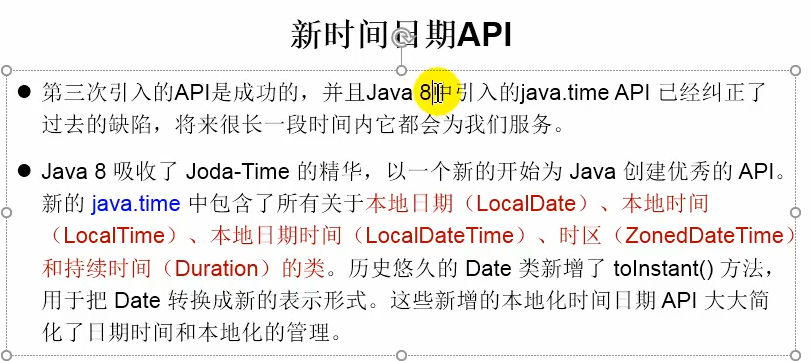 新时间日期API
第三次引入的API是成功的，并且Java 8中引入的java.time API 已经纠正了
过去的缺陷，将来很长一段时间内它都会为我们服务。
Java 8 吸收了 Joda-Time 的精华，以一个新的开始为 Java 创建优秀的 API。
新的 java.time 中包含了所有关于本地日期（LocalDate）、本地时间
（LocalTime）、本地日期时间（LocalDateTime）、时区（ZonedDateTime）
和持续时间（Duration）的类。历史悠久的 Date 类新增了 toInstant() 方法，
用于把 Date 转换成新的表示形式。这些新增的本地化时间日期 API 大大简
化了日期时间和本地化的管理。